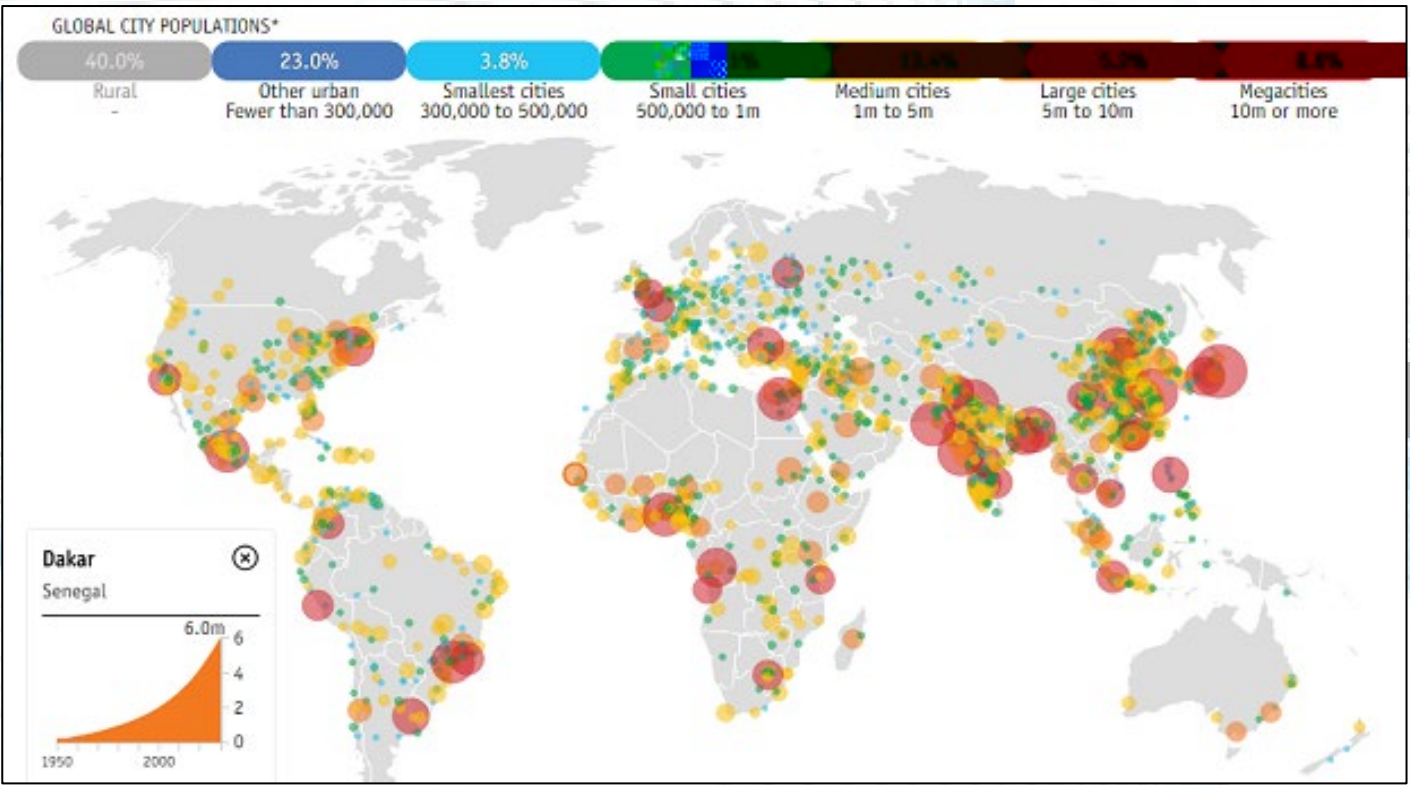 GLOBAL CITY POPULATIONS*
40.0% 23.0% 3.8%
Rural Other urban Smallest cities Small cities Medium cities Large cities Megacities
- Fewer than 300,000 300,000 to 500,000 500,000 to 1m 1m to 5m 5m to 10m 10m or more
Dakar
Senegal
6.0m
6
4
2
0
1950 2000